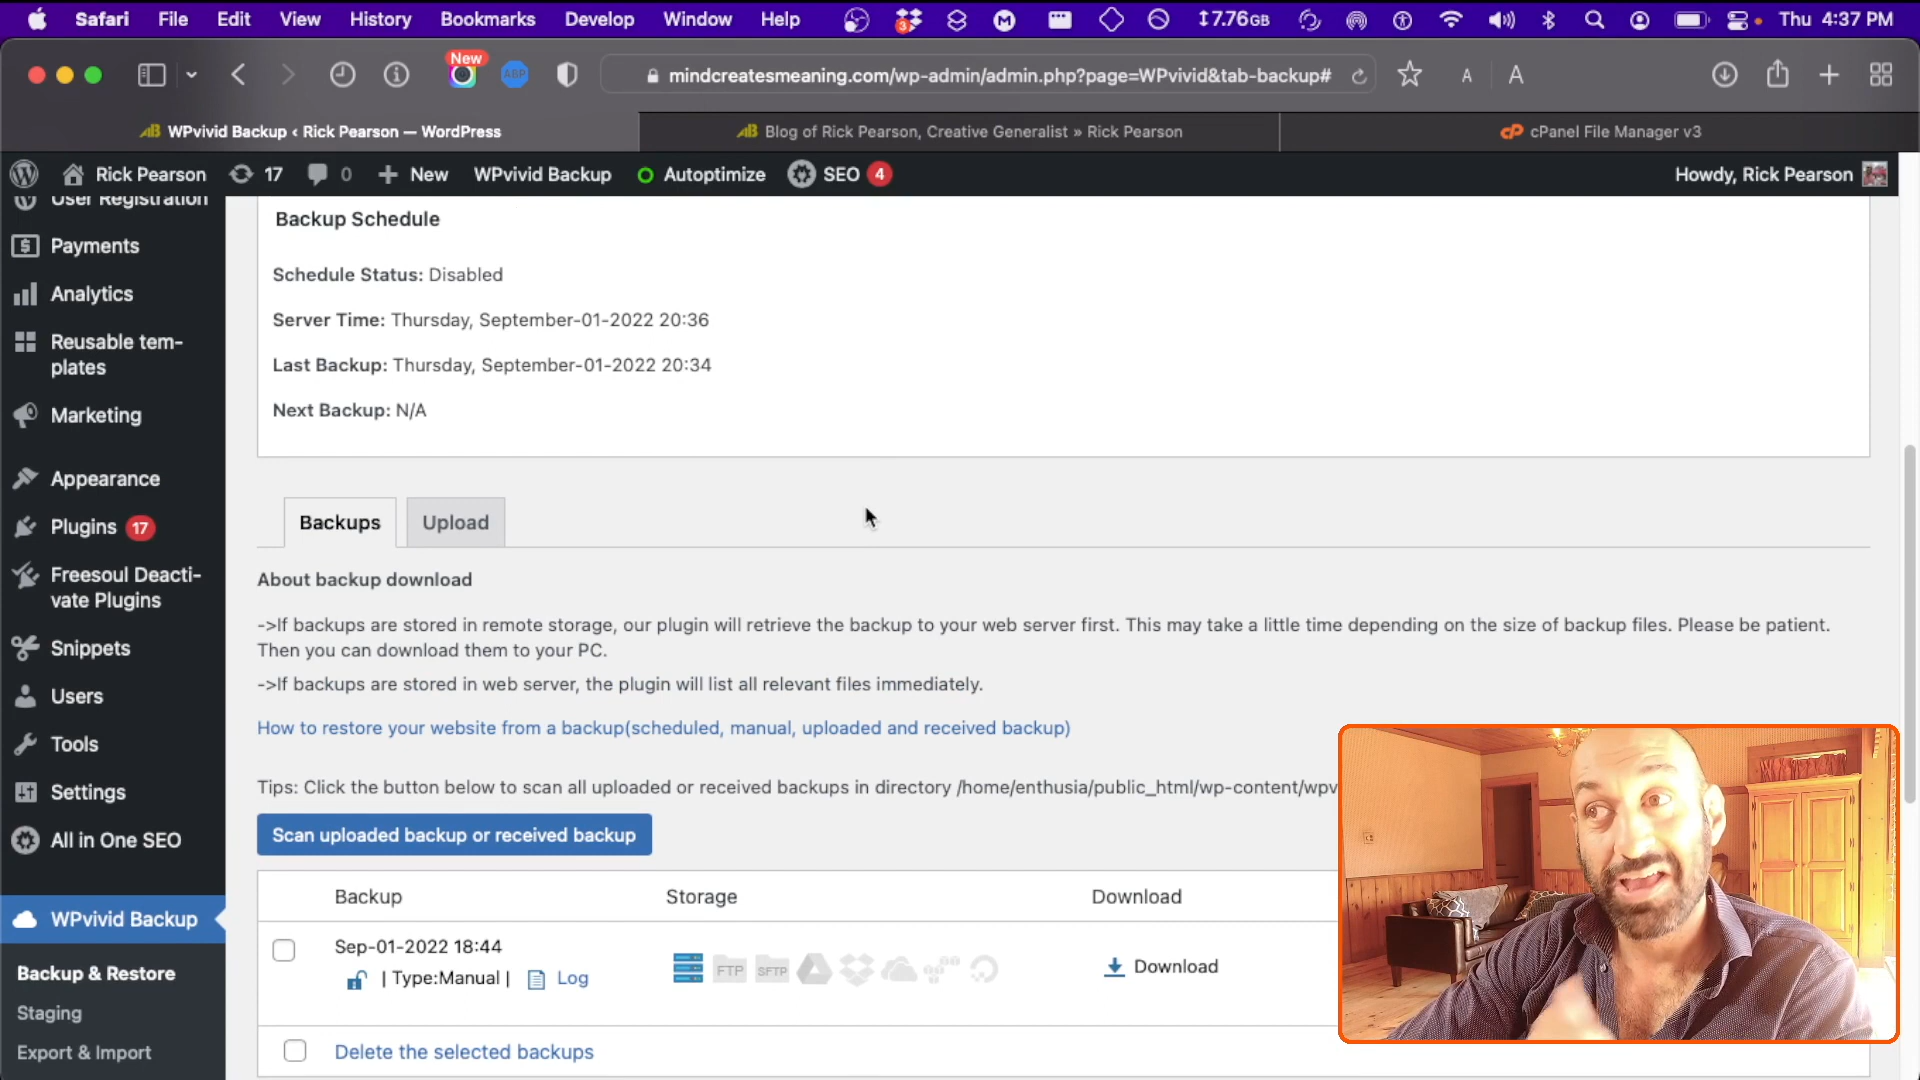 Safari File Edit View History Bookmarks Develop Window Help 3 M 7.76GB Thu 4:37 PM
New
ABP mindcreatesmeaning.com/wp-admin/admin.php?page=WPvivid&tab-backup# A A
WPvivid Backup ‹ Rick Pearson — WordPress
Blog of Rick Pearson, Creative Generalist » Rick Pearson
cP cPanel File Manager v3
Rick Pearson 17 0 New WPvivid Backup Autoptimize SEO 4 Howdy, Rick Pearson
User Registration
Payments
Analytics
Reusable tem-
plates
Marketing
Appearance
Plugins 17
Freesoul Deacti-
vate Plugins
Snippets
Users
Tools
Settings
All in One SEO
WPvivid Backup
Backup & Restore
Staging
Export & Import
Backup Schedule
Schedule Status: Disabled
Server Time: Thursday, September-01-2022 20:36
Last Backup: Thursday, September-01-2022 20:34
Next Backup: N/A
Backups Upload
About backup download
->If backups are stored in remote storage, our plugin will retrieve the backup to your web server first. This may take a little time depending on the size of backup files. Please be patient.
Then you can download them to your PC.
->If backups are stored in web server, the plugin will list all relevant files immediately.
How to restore your website from a backup(scheduled, manual, uploaded and received backup)
Tips: Click the button below to scan all uploaded or received backups in directory /home/enthusia/public_html/wp-content/wpv
Scan uploaded backup or received backup
Backup Storage Download
Sep-01-2022 18:44
| Type:Manual | Log FTP SFTP Download
Delete the selected backups